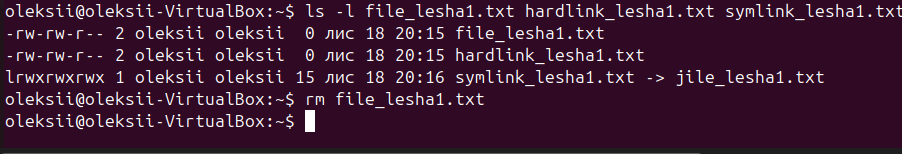 oleksii@oleksii-VirtualBox:~$ ls -l file_lesha1.txt hardlink_lesha1.txt symlink_lesha1.txt
-rw-rw-r-- 2 oleksii oleksii  0 лис 18 20:15 file_lesha1.txt
-rw-rw-r-- 2 oleksii oleksii  0 лис 18 20:15 hardlink_lesha1.txt
lrwxrwxrwx 1 oleksii oleksii 15 лис 18 20:16 symlink_lesha1.txt -> jile_lesha1.txt
oleksii@oleksii-VirtualBox:~$ rm file_lesha1.txt
oleksii@oleksii-VirtualBox:~$